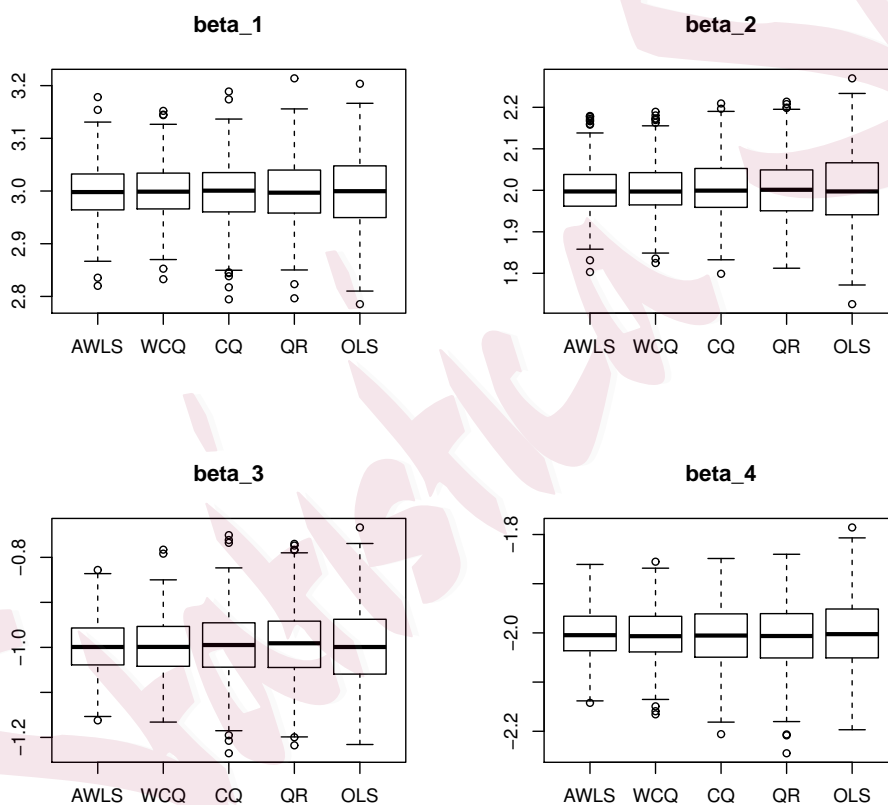 beta_1
3.2
3.1
3.0
2.9
2.8
AWLS WCQ CQ QR OLS
beta_2
2.2
2.1
2.0
1.9
1.8
AWLS WCQ CQ QR OLS
beta_3
−0.8
−1.0
−1.2
AWLS WCQ CQ QR OLS
beta_4
−1.8
−2.0
−2.2
AWLS WCQ CQ QR OLS
Statistica